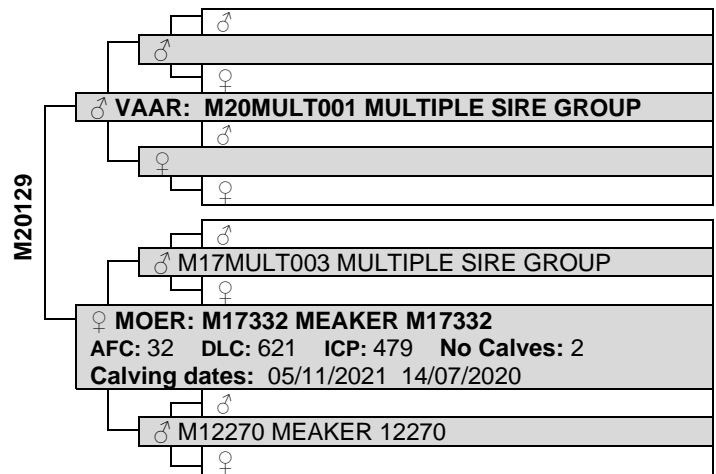 ♂
♂
♀
♂ VAAR: M20MULT001 MULTIPLE SIRE GROUP
♂
♀
♀
M20129
♂
♂ M17MULT003 MULTIPLE SIRE GROUP
♀
♀ MOER: M17332 MEAKER M17332
AFC: 32 DLC: 621 ICP: 479 No Calves: 2
Calving dates: 05/11/2021 14/07/2020
♂
♂ M12270 MEAKER 12270
♀